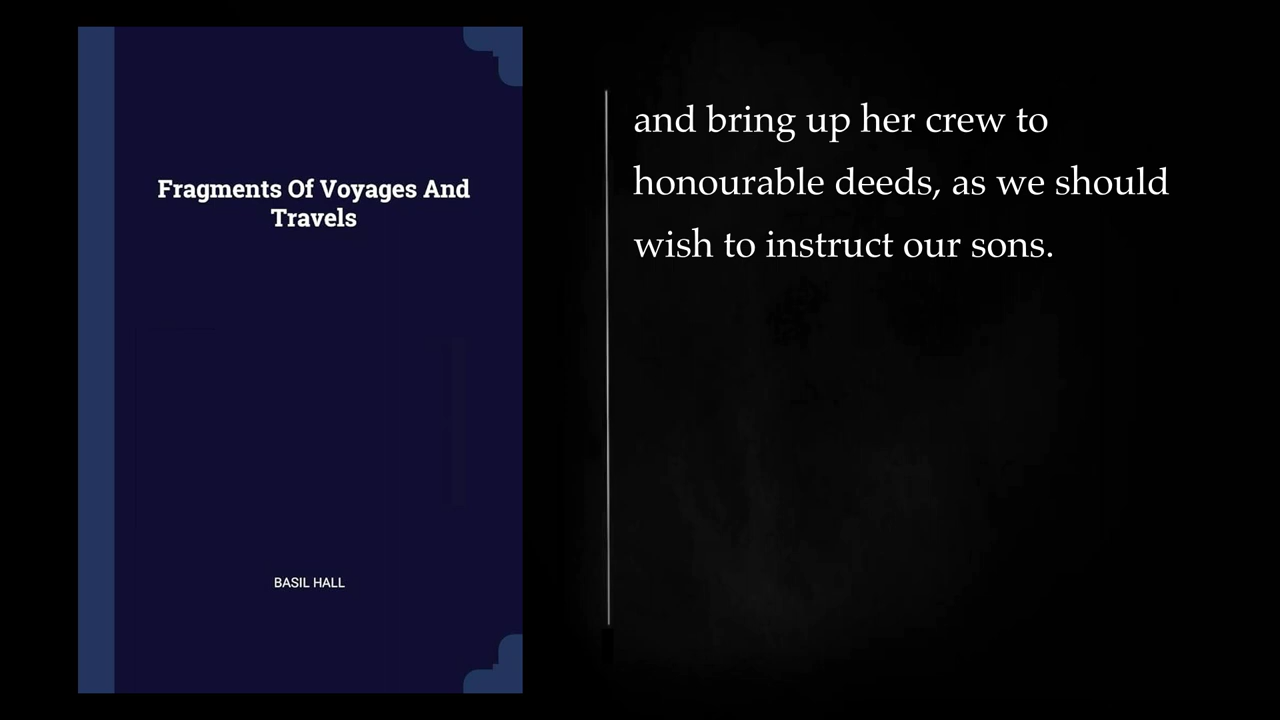 Fragments Of Voyages And
Travels
BASIL HALL
and bring up her crew to
honourable deeds, as we should
wish to instruct our sons.